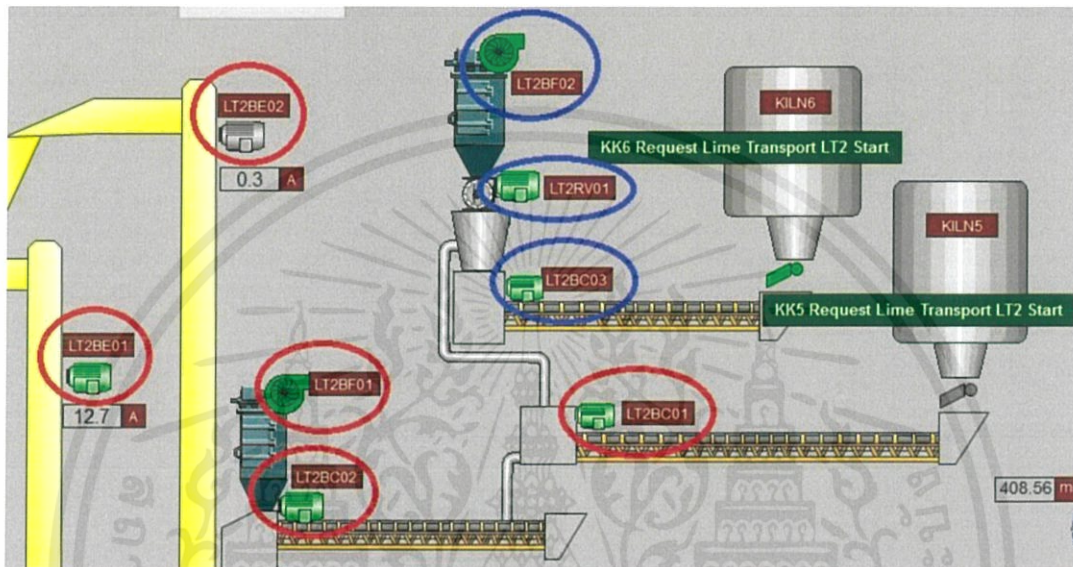 LT2BE02
0.3 A
LT2BF02
KILN6
KK6 Request Lime Transport LT2 Start
LT2RV01
KILN5
LT2BC03
KK5 Request Lime Transport LT2 Start
LT2BE01
12.7 A
LT2BF01
LT2BC01
LT2BC02
408.56 m